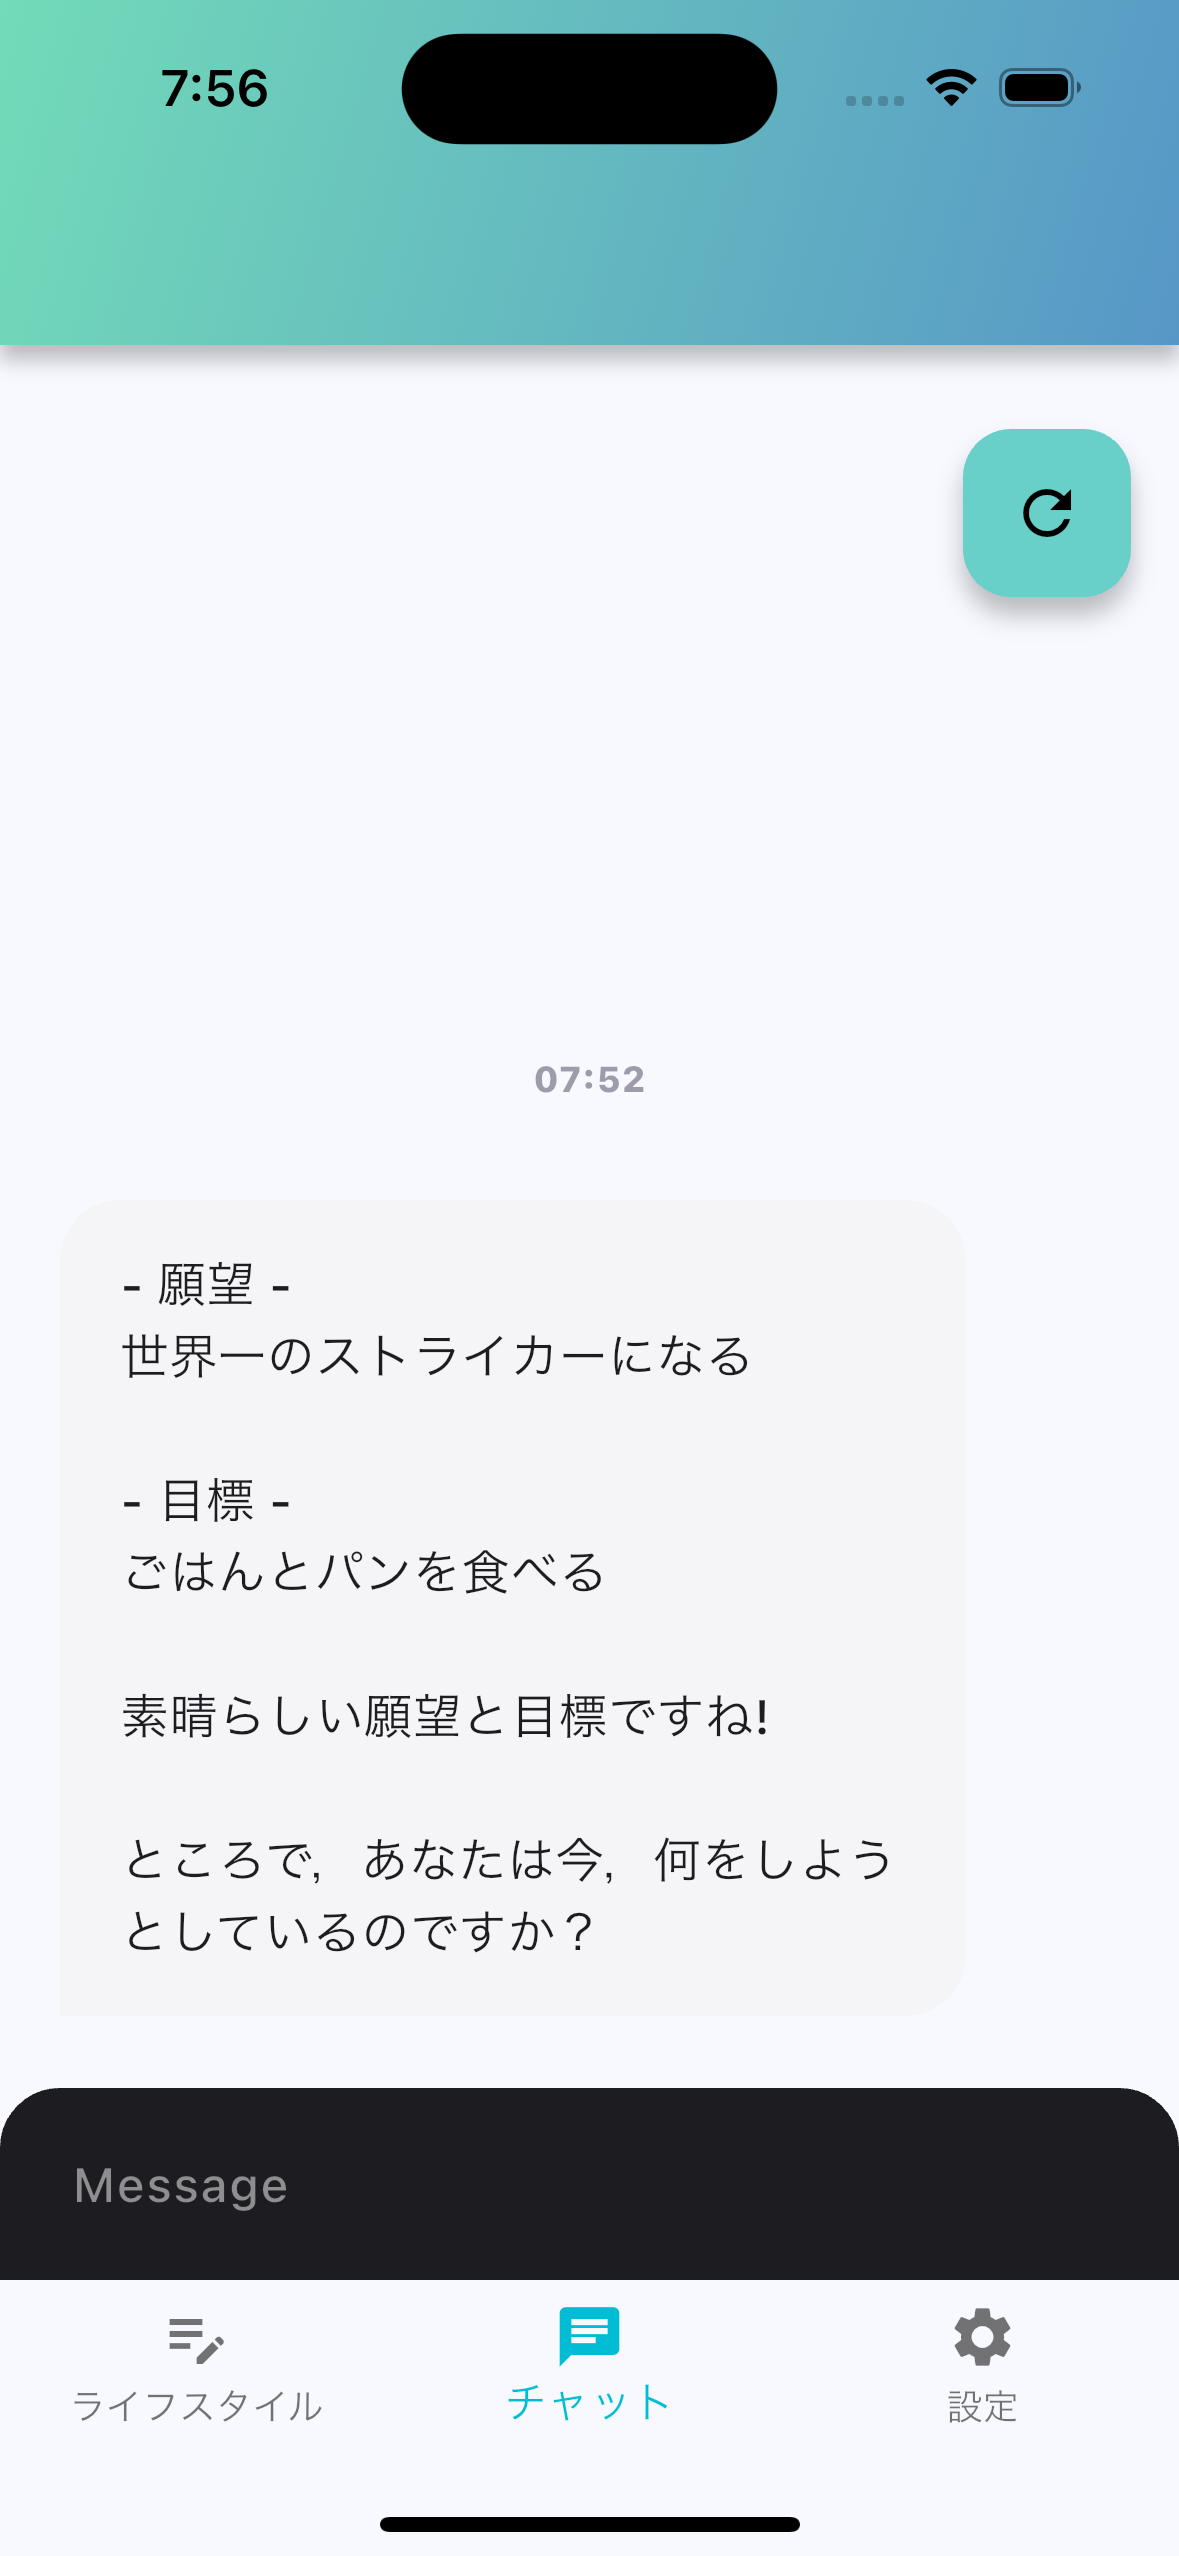 7:56
07:52
- 願望 -
世界一のストライカーになる
- 目標 -
ごはんとパンを食べる
素晴らしい願望と目標ですね!
ところで, あなたは今, 何をしよう
としているのですか？
Message
ライフスタイル
チャット
設定